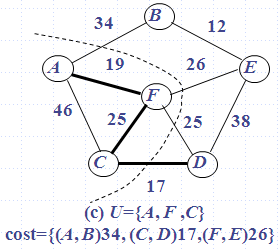 34
B
12
A
19
26
E
F
46
25
25
38
C
D
17
(c) U={A, F ,C}
cost={(A, B)34, (C, D)17,(F, E)26}